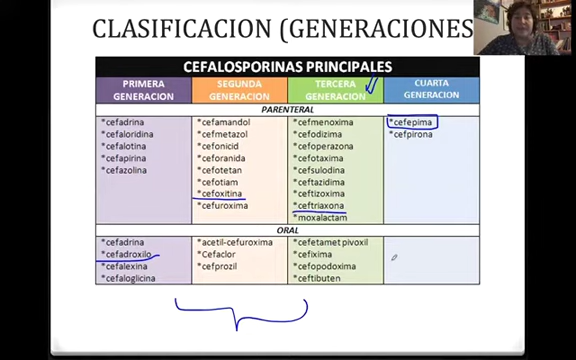 CLASIFICACION (GENERACIONES
CEFALOSPORINAS PRINCIPALES
PRIMERA GENERACION
SEGUNDA GENERACION
TERCERA GENERACION
CUARTA GENERACION
PARENTERAL
*cefadrina
*cefaloridina
*cefalotina
*cefapirina
*cefazolina
*cefamandol
*cefmetazol
*cefonicid
*ceforanida
*cefotetan
*cefotiam
*cefoxitina
*cefuroxima
*cefmenoxima
*cefodizima
*cefoperazona
*cefotaxima
*cefsulodina
*ceftazidima
*ceftizoxima
*ceftriaxona
*moxalactam
*cefepima
*cefpirona
ORAL
*cefadrina
*cefadroxilo
*cefalexina
*cefaloglicina
*acetil-cefuroxima
*Cefaclor
*cefprozil
*cefetamet pivoxil
*cefixima
*cefopodoxima
*ceftibuten